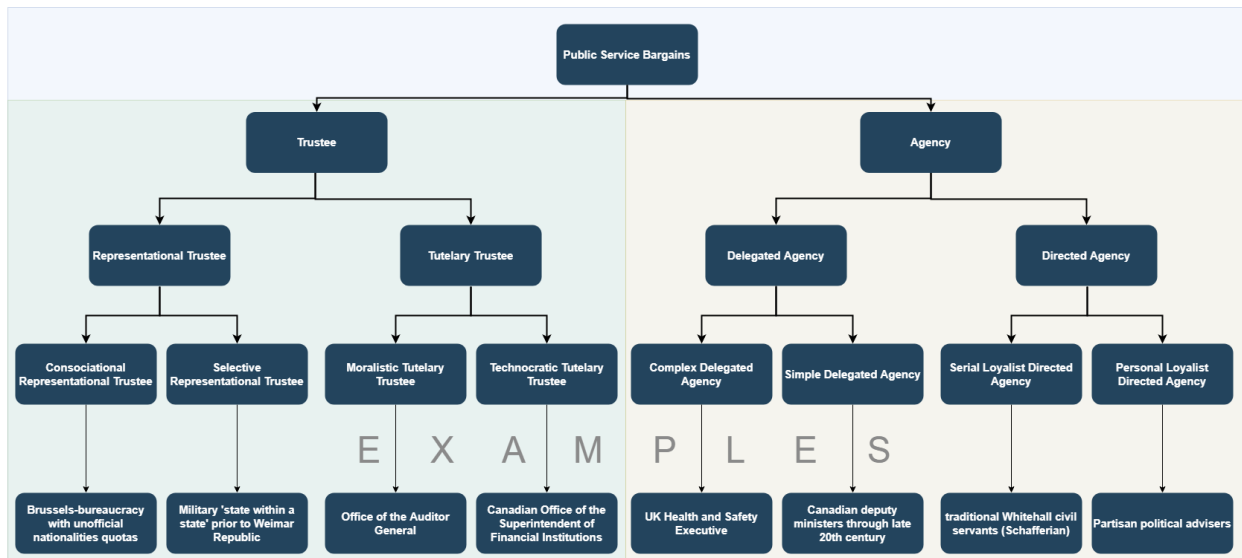 Public Service Bargains
Trustee
Agency
Representational Trustee
Tutelary Trustee
Delegated Agency
Directed Agency
Consociational
Representational Trustee
Selective
Representational Trustee
Moralistic Tutelary
Trustee
Technocratic Tutelary
Trustee
Complex Delegated
Agency
Simple Delegated Agency
Serial Loyalist Directed
Agency
Personal Loyalist
Directed Agency
E X A M P L E S
Brussels-bureaucracy
with unofficial
nationalities quotas
Military 'state within a
state' prior to Weimar
Republic
Office of the Auditor
General
Canadian Office of the
Superintendent of
Financial Institutions
UK Health and Safety
Executive
Canadian deputy
ministers through late
20th century
traditional Whitehall civil
servants (Schafferian)
Partisan political advisers